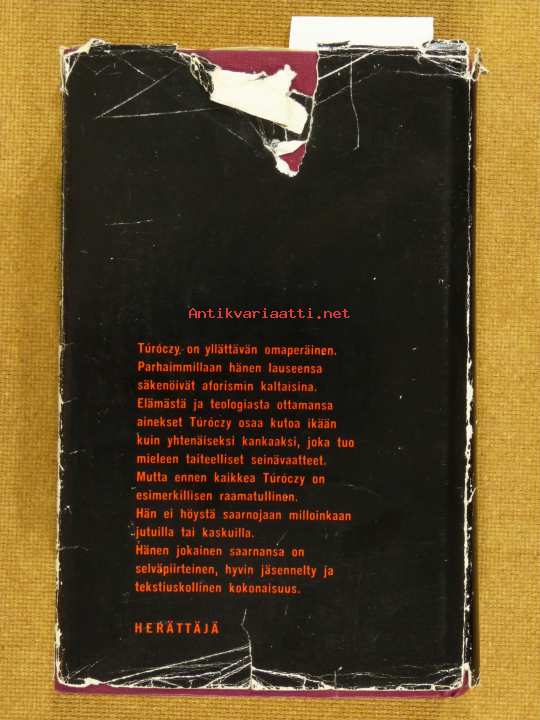 Antikvariaatti.net
Túróczy on yllättävän omaperäinen.
Parhaimmillaan hänen lauseensa
säkenöivät aforismin kaltaisina.
Elämästä ja teologiasta ottamansa
ainekset Túróczy osaa kutoa ikään
kuin yhtenäiseksi kankaaksi, joka tuo
mieleen taiteelliset seinävaatteet.
Mutta ennen kaikkea Túróczy on
esimerkillisen raamatullinen.
Hän ei höystä saarnojaan milloinkaan
jutuilla tai kaskuilla.
Hänen jokainen saarnansa on
selväpiirteinen, hyvin jäsennelty ja
tekstiuskollinen kokonaisuus.
HERÄTTÄJÄ